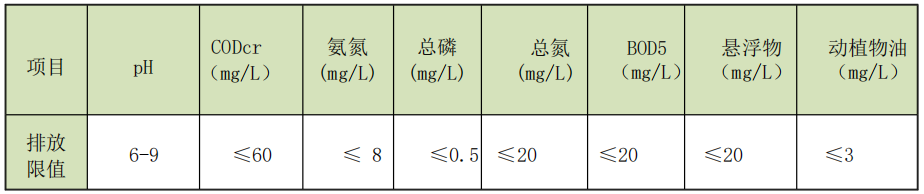 项目 pH CODcr (mg/L) 氨氮 (mg/L) 总磷 (mg/L) 总氮 (mg/L) BOD5 (mg/L) 悬浮物 (mg/L) 动植物油 (mg/L)
排放限值 6-9 ≤60 ≤ 8 ≤0.5 ≤20 ≤20 ≤20 ≤3